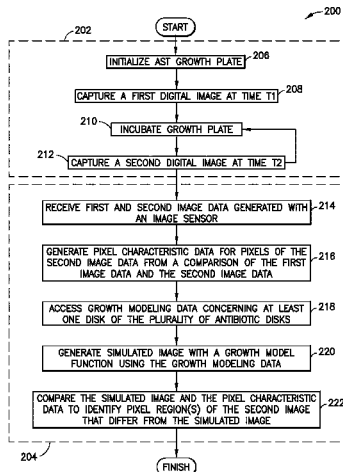 200
START
202
INITIALIZE AST GROWTH PLATE
206
CAPTURE A FIRST DIGITAL IMAGE AT TIME T1
208
210
INCUBATE GROWTH PLATE
212
CAPTURE A SECOND DIGITAL IMAGE AT TIME T2
RECEIVE FIRST AND SECOND IMAGE DATA GENERATED WITH
AN IMAGE SENSOR
214
GENERATE PIXEL CHARACTERISTIC DATA FOR PIXELS OF THE
SECOND IMAGE DATA FROM A COMPARISON OF THE FIRST
IMAGE DATA AND THE SECOND IMAGE DATA
216
ACCESS GROWTH MODELING DATA CONCERNING AT LEAST
ONE DISK OF THE PLURALITY OF ANTIBIOTIC DISKS
218
GENERATE SIMULATED IMAGE WITH A GROWTH MODEL
FUNCTION USING THE GROWTH MODELING DATA
220
COMPARE THE SIMULATED IMAGE AND THE PIXEL CHARACTERISTIC
DATA TO IDENTIFY PIXEL REGION(S) OF THE SECOND IMAGE
THAT DIFFER FROM THE SIMULATED IMAGE
222
204
FINISH